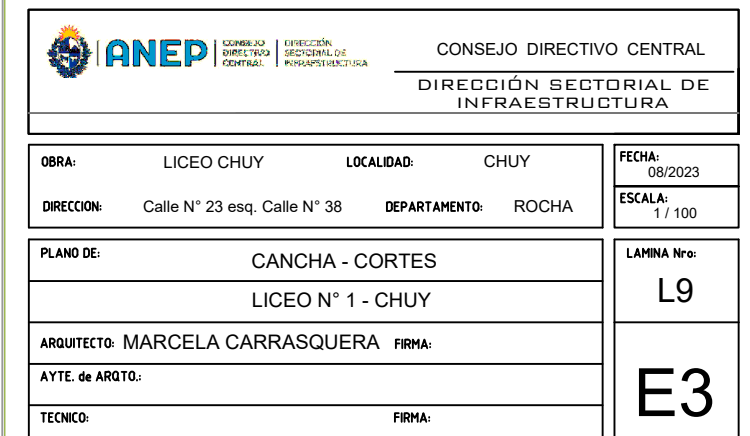 ANEP
CONSEJO
DIRECTIVO
CENTRAL
DIRECCIÓN
SECTORIAL DE
INFRAESTRUCTURA
CONSEJO DIRECTIVO CENTRAL
DIRECCIÓN SECTORIAL DE
INFRAESTRUCTURA
OBRA: LICEO CHUY LOCALIDAD: CHUY
DIRECCION: Calle N° 23 esq. Calle N° 38 DEPARTAMENTO: ROCHA
FECHA:
08/2023
ESCALA:
1 / 100
PLANO DE:
CANCHA - CORTES
LICEO N° 1 - CHUY
LAMINA Nro:
L9
ARQUITECTO: MARCELA CARRASQUERA FIRMA:
AYTE. de ARQTO.:
TECNICO: FIRMA:
E3